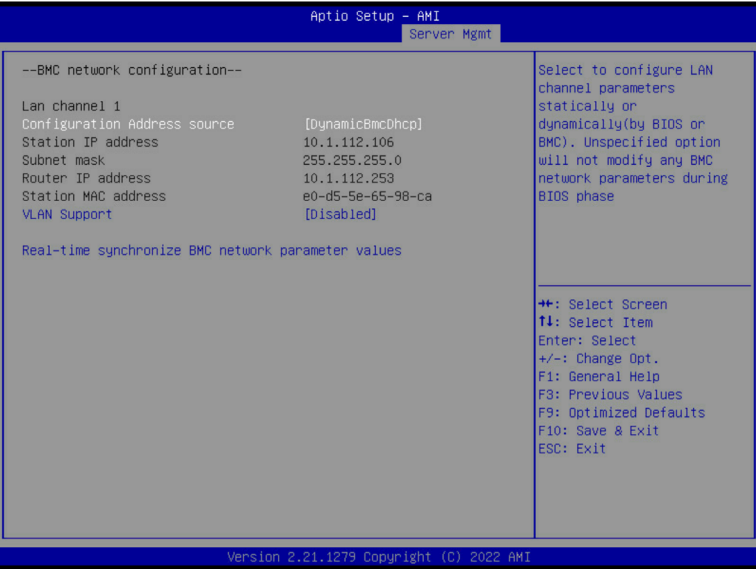 Aptio Setup – AMI
Server Mgmt
--BMC network configuration--
Lan channel 1
Configuration Address source [DynamicBmcDhcp]
Station IP address 10.1.112.106
Subnet mask 255.255.255.0
Router IP address 10.1.112.253
Station MAC address e0-d5-5e-65-98-ca
VLAN Support [Disabled]
Real-time synchronize BMC network parameter values
Select to configure LAN
channel parameters
statically or
dynamically(by BIOS or
BMC). Unspecified option
will not modify any BMC
network parameters during
BIOS phase
→←: Select Screen
↑↓: Select Item
Enter: Select
+/-: Change Opt.
F1: General Help
F3: Previous Values
F9: Optimized Defaults
F10: Save & Exit
ESC: Exit
Version 2.21.1279 Copyright (C) 2022 AMI